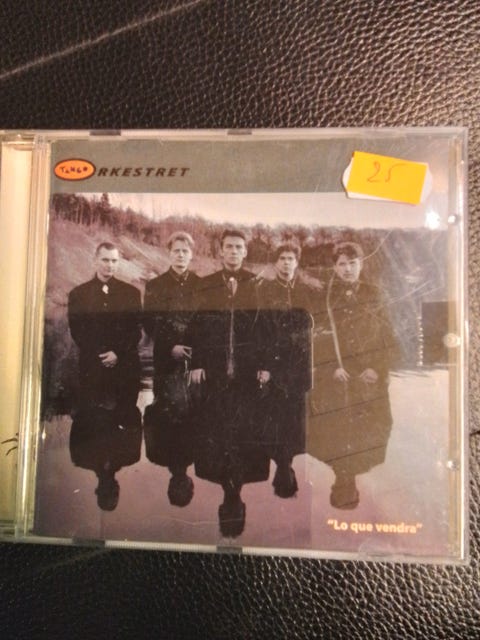 TANGO ORKESTRET
25
"Lo que vendra"